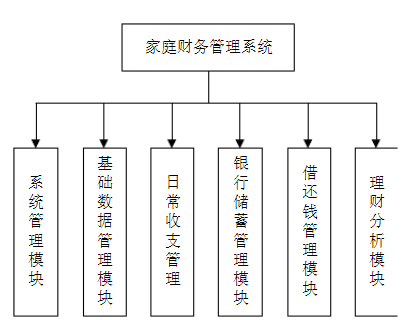 家庭财务管理系统
系统管理模块
基础数据管理模块
日常收支管理
银行储蓄管理模块
借还钱管理模块
理财分析模块